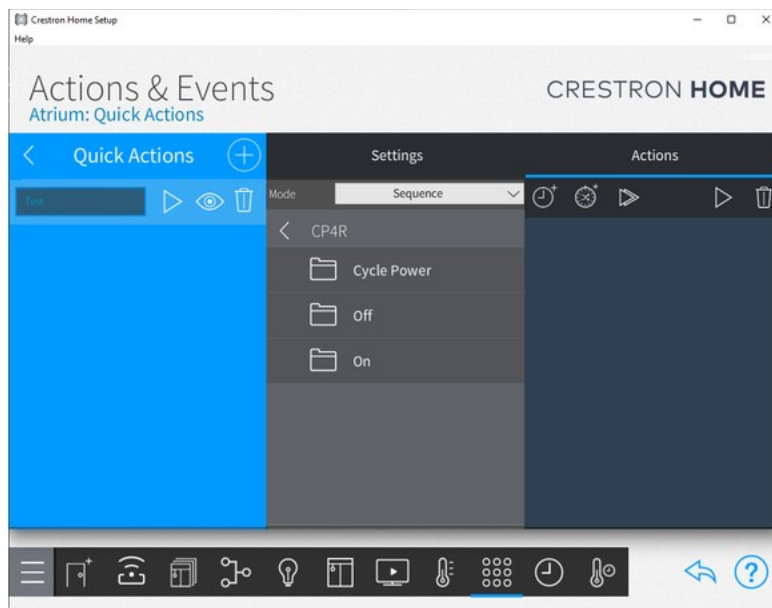 Crestron Home Setup
Help
Actions & Events
CRESTRON HOME
Atrium: Quick Actions
Quick Actions
Settings
Actions
Test
Mode
Sequence
CP4R
Cycle Power
Off
On